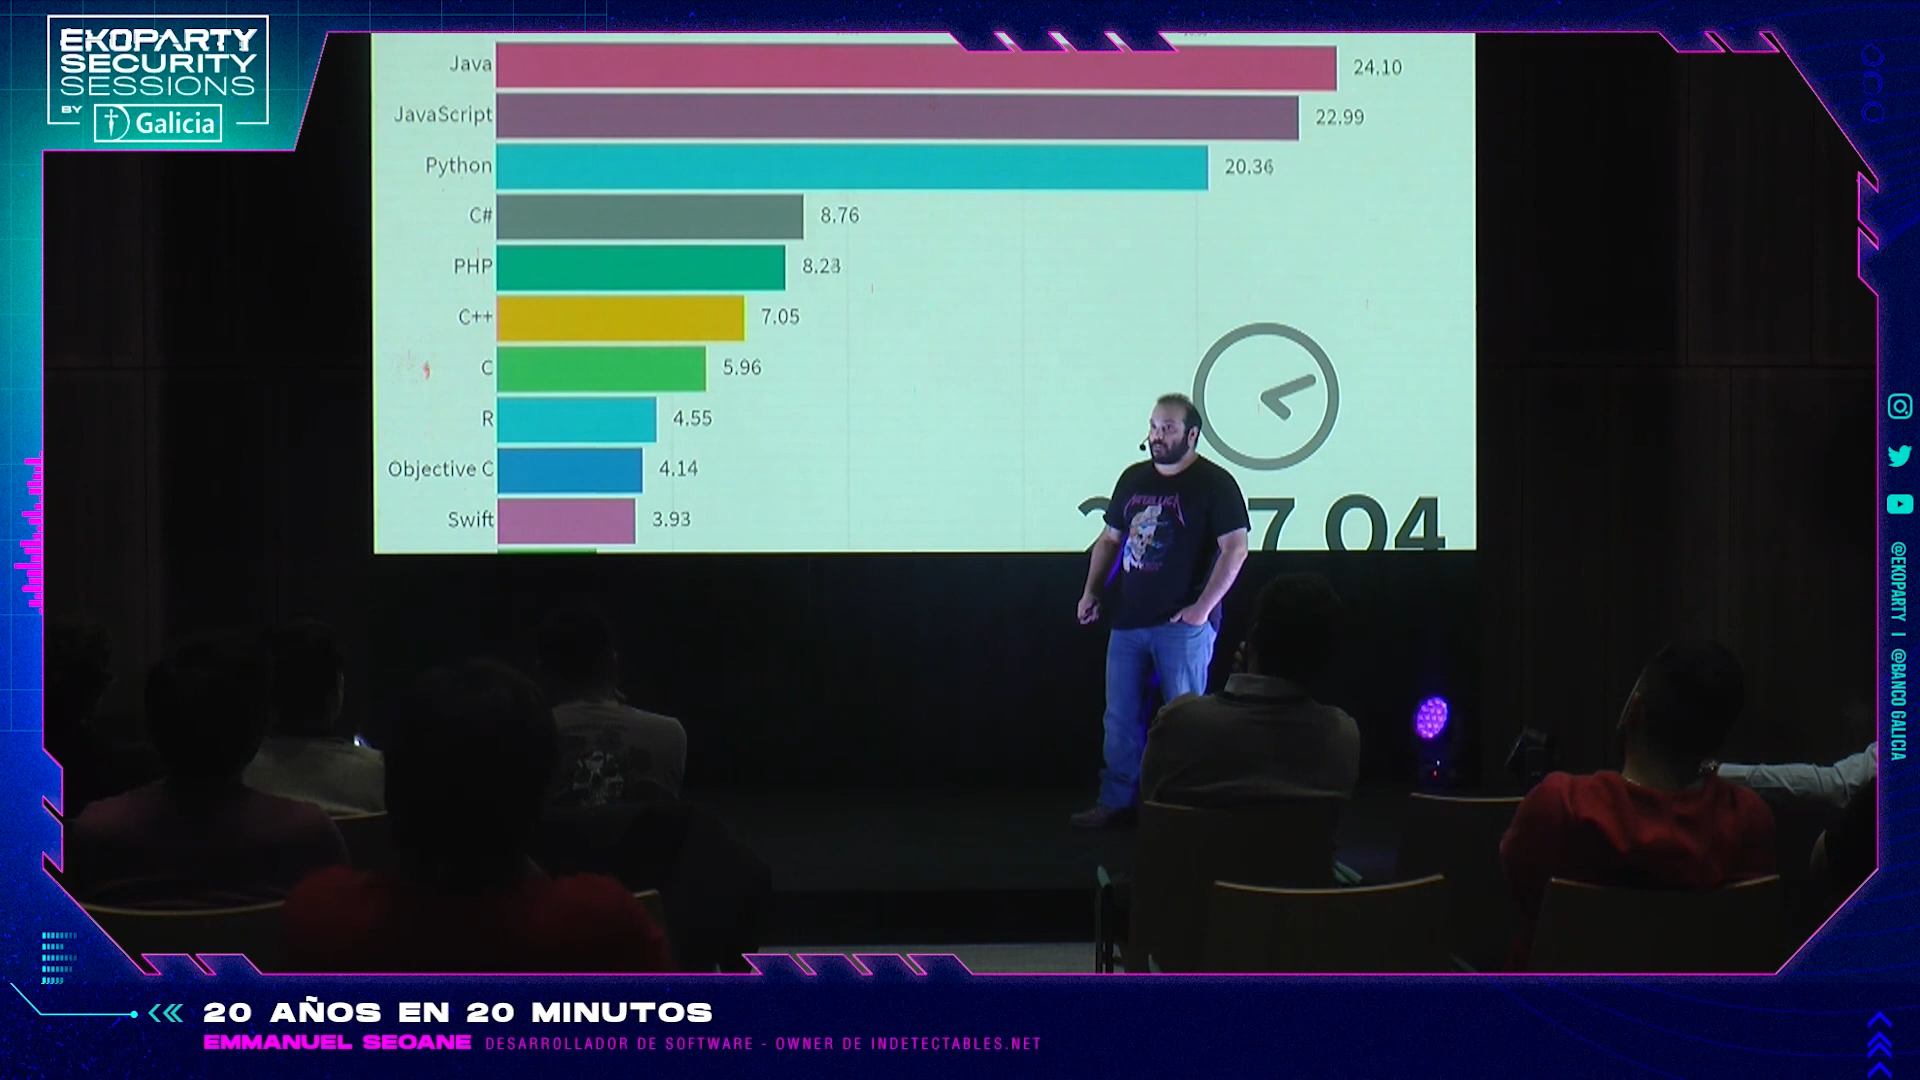 EKOPARTY
SECURITY
SESSIONS
BY Galicia
Java 24.10
JavaScript 22.99
Python 20.36
C# 8.76
PHP
C++ 7.05
C 5.96
R 4.55
Objective C 4.14
Swift 3.93
7.04
METALLICA
@EKOPARTY | @BANCO GALICIA
20 AÑOS EN 20 MINUTOS
EMMANUEL SEOANE DESARROLLADOR DE SOFTWARE - OWNER DE INDETECTABLES.NET